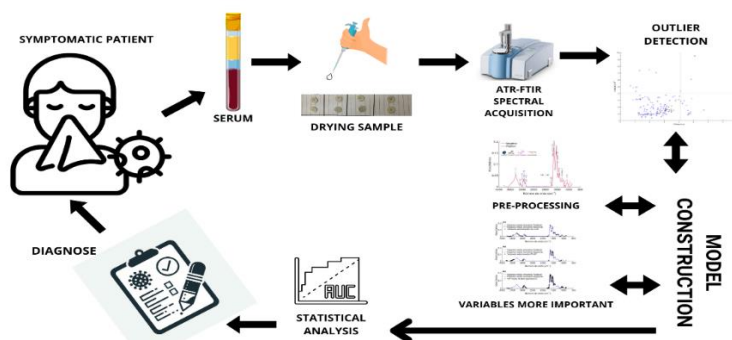 SYMPTOMATIC PATIENT
SERUM
DRYING SAMPLE
ATR-FTIR
SPECTRAL
ACQUISITION
OUTLIER
DETECTION
PRE-PROCESSING
VARIABLES MORE IMPORTANT
MODEL
CONSTRUCTION
AUC
STATISTICAL
ANALYSIS
DIAGNOSE